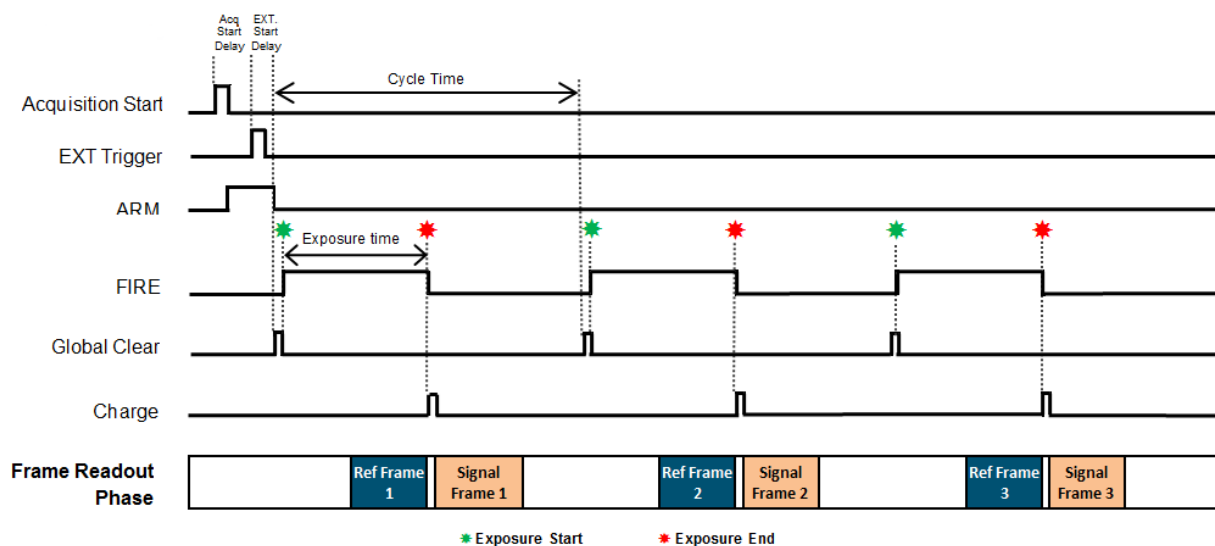 Acq
Start
Delay
EXT.
Start
Delay
Cycle Time
Acquisition Start
EXT Trigger
ARM
Exposure time
FIRE
Global Clear
Charge
Frame Readout
Phase
Ref Frame
1
Signal
Frame 1
Ref Frame
2
Signal
Frame 2
Ref Frame
3
Signal
Frame 3
Exposure Start
Exposure End